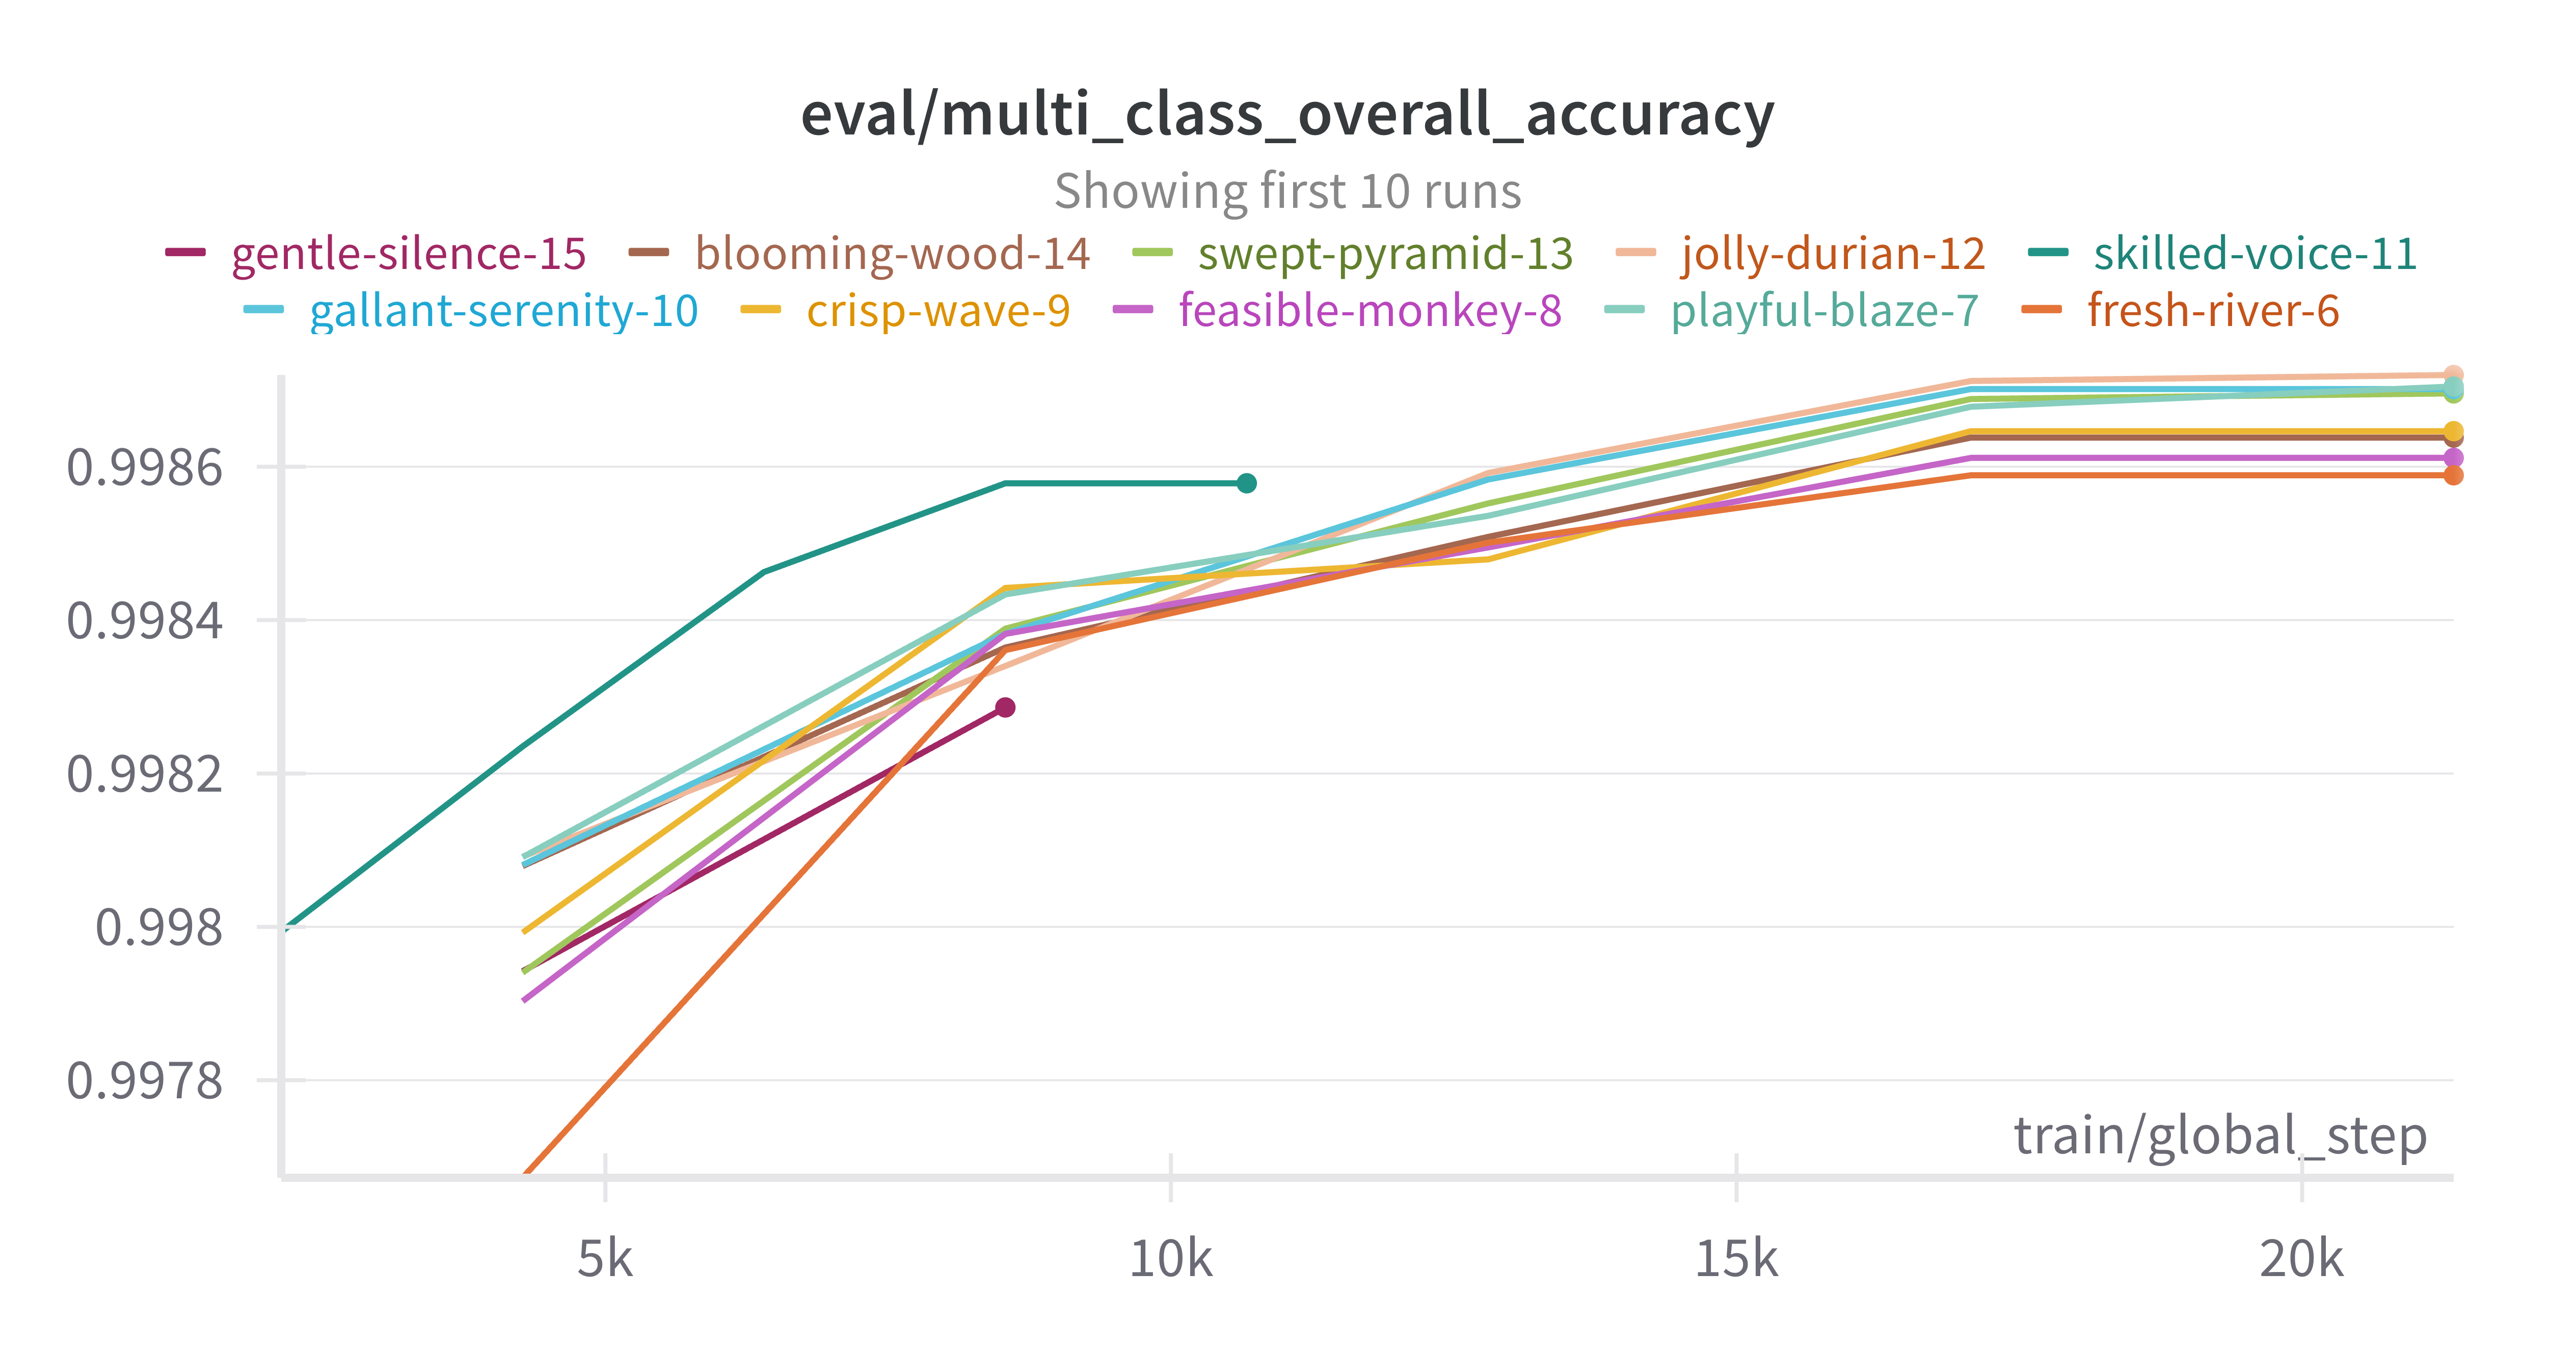 eval/multi_class_overall_accuracy
Showing first 10 runs
gentle-silence-15 blooming-wood-14 swept-pyramid-13 jolly-durian-12 skilled-voice-11
gallant-serenity-10 crisp-wave-9 feasible-monkey-8 playful-blaze-7 fresh-river-6
0.9986
0.9984
0.9982
0.998
0.9978
train/global_step
5k 10k 15k 20k